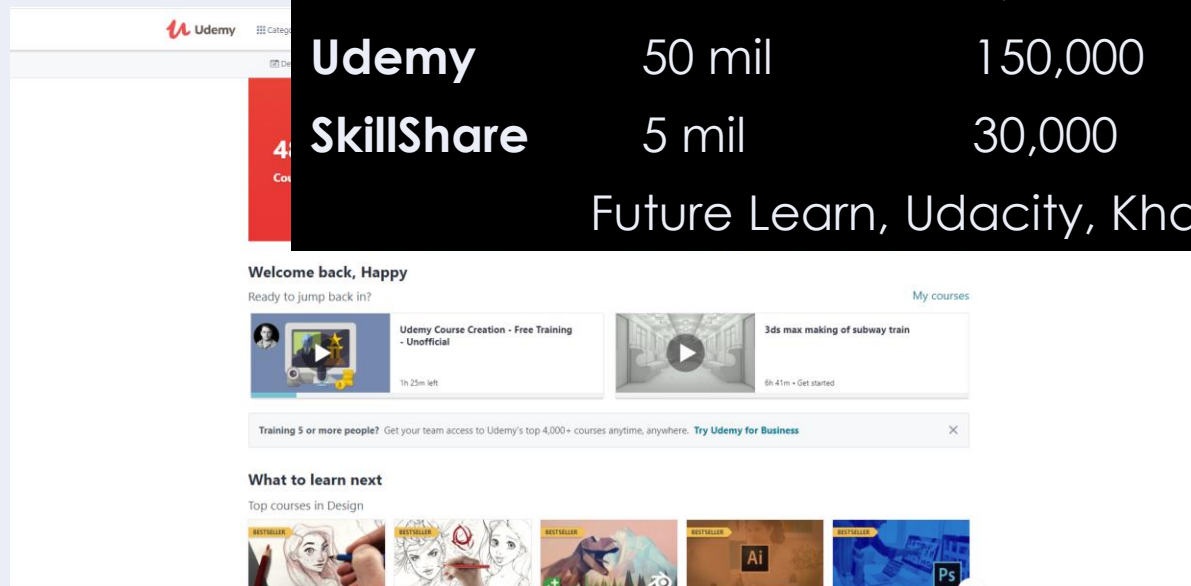 Udemy
Udemy 50 mil 150,000
SkillShare 5 mil 30,000
Future Learn, Udacity,
Welcome back, Happy
Ready to jump back in?
My courses
Udemy Course Creation - Free Training
- Unofficial
1h 25m left
3ds max making of subway train
6h 41m • Get started
Training 5 or more people? Get your team access to Udemy's top 4,000+ courses anytime, anywhere. Try Udemy for Business
What to learn next
Top courses in Design
BESTSELLER
BESTSELLER
BESTSELLER
BESTSELLER
BESTSELLER
Ai
Ps